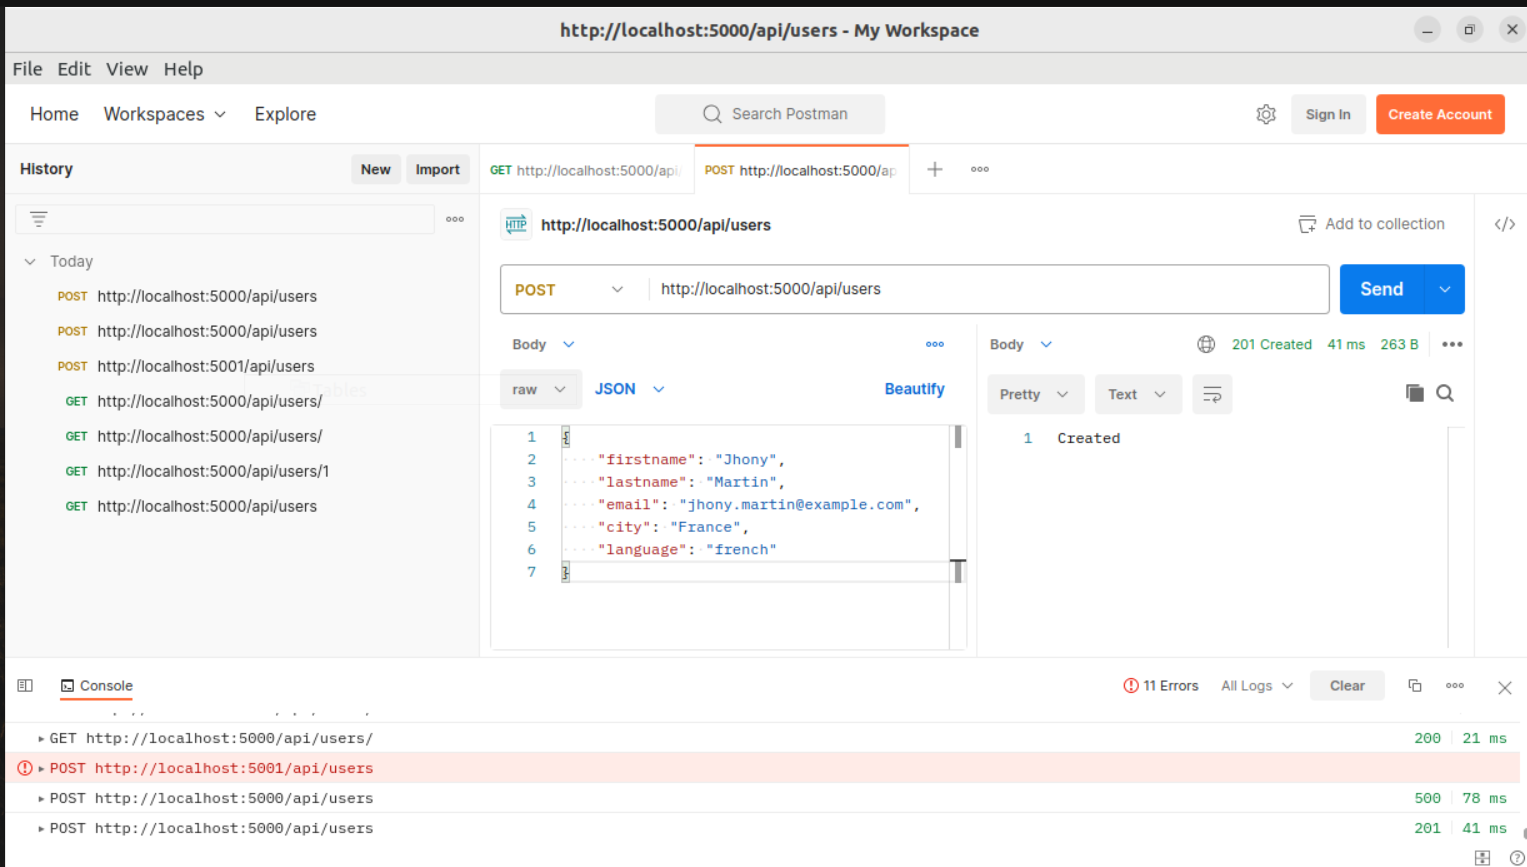 http://localhost:5000/api/users - My Workspace
File Edit View Help
Home Workspaces Explore
Search Postman
Sign In Create Account
History New Import
GET http://localhost:5000/api/
POST http://localhost:5000/ap
HTTP http://localhost:5000/api/users
Add to collection
</>
Today
POST http://localhost:5000/api/users
POST http://localhost:5000/api/users
POST http://localhost:5001/api/users
GET http://localhost:5000/api/users/
GET http://localhost:5000/api/users/
GET http://localhost:5000/api/users/1
GET http://localhost:5000/api/users
Tables
POST http://localhost:5000/api/users Send
Body
raw JSON Beautify
1 {
2 "firstname": "Jhony",
3 "lastname": "Martin",
4 "email": "jhony.martin@example.com",
5 "city": "France",
6 "language": "french"
7 }
Body 201 Created 41 ms 263 B
Pretty Text
1 Created
Console 11 Errors All Logs Clear
GET http://localhost:5000/api/users/ 200 21 ms
POST http://localhost:5001/api/users
POST http://localhost:5000/api/users 500 78 ms
POST http://localhost:5000/api/users 201 41 ms